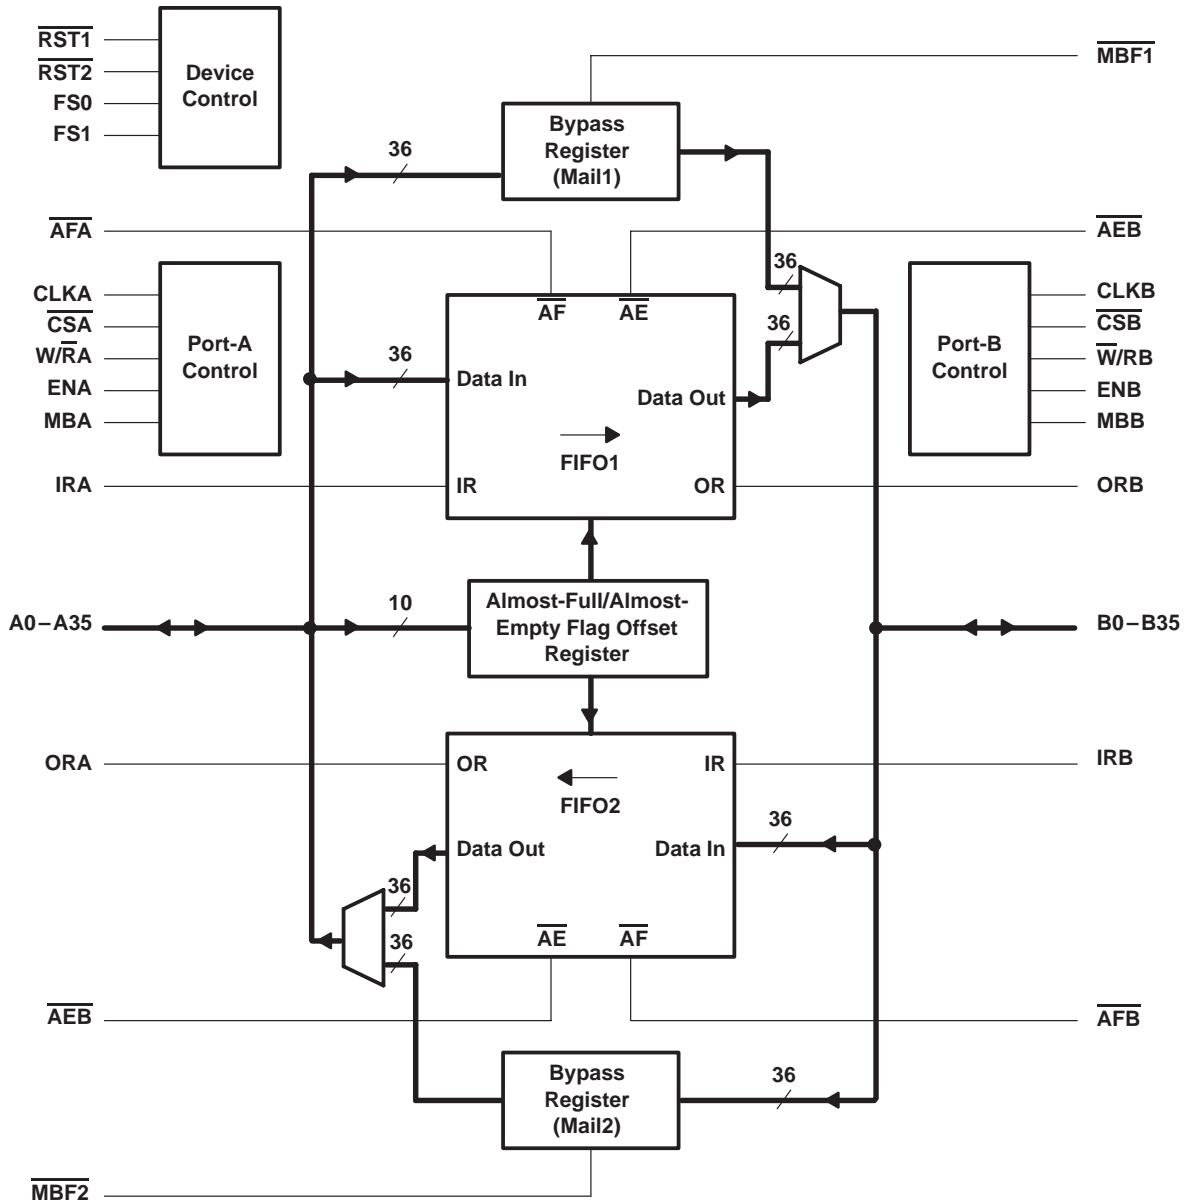 RST1
RST2
FS0
FS1
Device
Control
MBF1
Bypass
Register
(Mail1)
36
AFA
AEB
36
CLKA
CSA
W/RA
ENA
MBA
Port-A
Control
36
AF
AE
Data In
Data Out
FIFO1
IR
OR
36
Port-B
Control
CLKB
CSB
W/RB
ENB
MBB
IRA
ORB
A0–A35
10
Almost-Full/Almost-
Empty Flag Offset
Register
B0–B35
ORA
OR
IR
IRB
FIFO2
36
Data Out
Data In
36
36
AE
AF
AEB
AFB
Bypass
Register
(Mail2)
36
MBF2